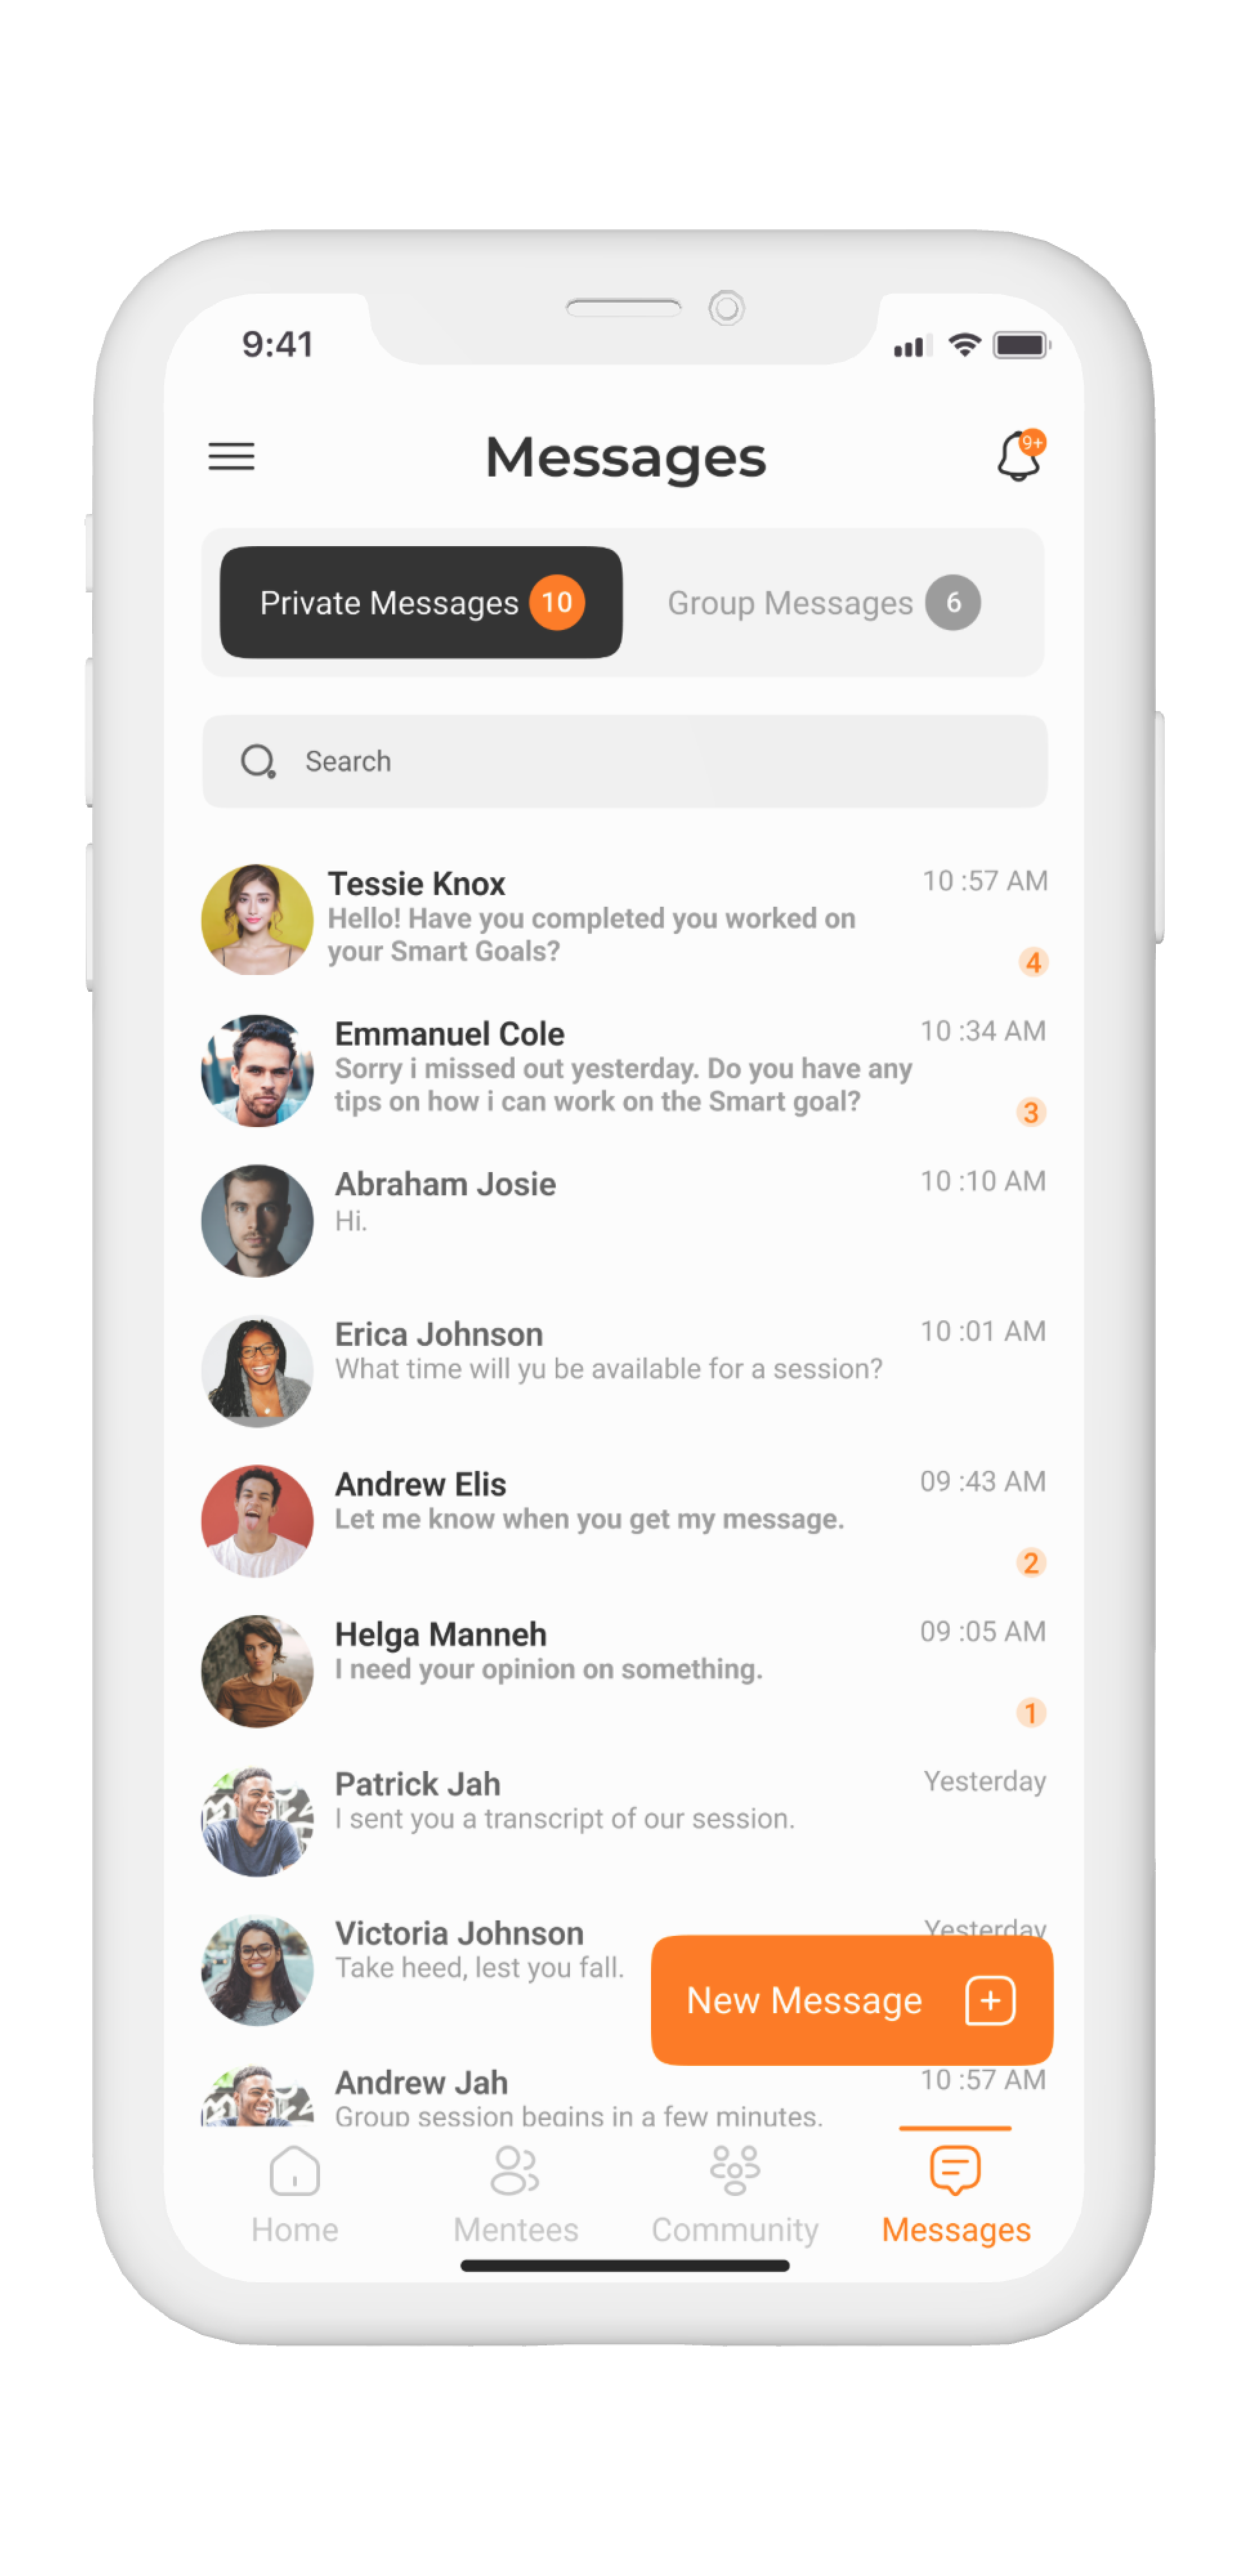 9:41
Messages
9+
Private Messages 10
Group Messages 6
Search
Tessie Knox
10 :57 AM
Hello! Have you completed you worked on
your Smart Goals?
4
Emmanuel Cole
10 :34 AM
Sorry i missed out yesterday. Do you have any
tips on how i can work on the Smart goal?
3
Abraham Josie
10 :10 AM
Hi.
Erica Johnson
10 :01 AM
What time will yu be available for a session?
Andrew Elis
09 :43 AM
Let me know when you get my message.
2
Helga Manneh
09 :05 AM
I need your opinion on something.
1
Patrick Jah
Yesterday
I sent you a transcript of our session.
Victoria Johnson
Yesterday
Take heed, lest you fall.
New Message
Andrew Jah
10 :57 AM
Group session begins in a few minutes.
Home
Mentees
Community
Messages